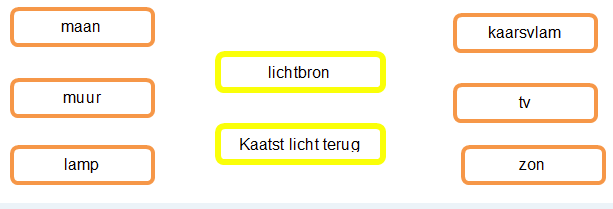 maan
muur
lamp
lichtbron
Kaatst licht terug
kaarsvlam
tv
zon